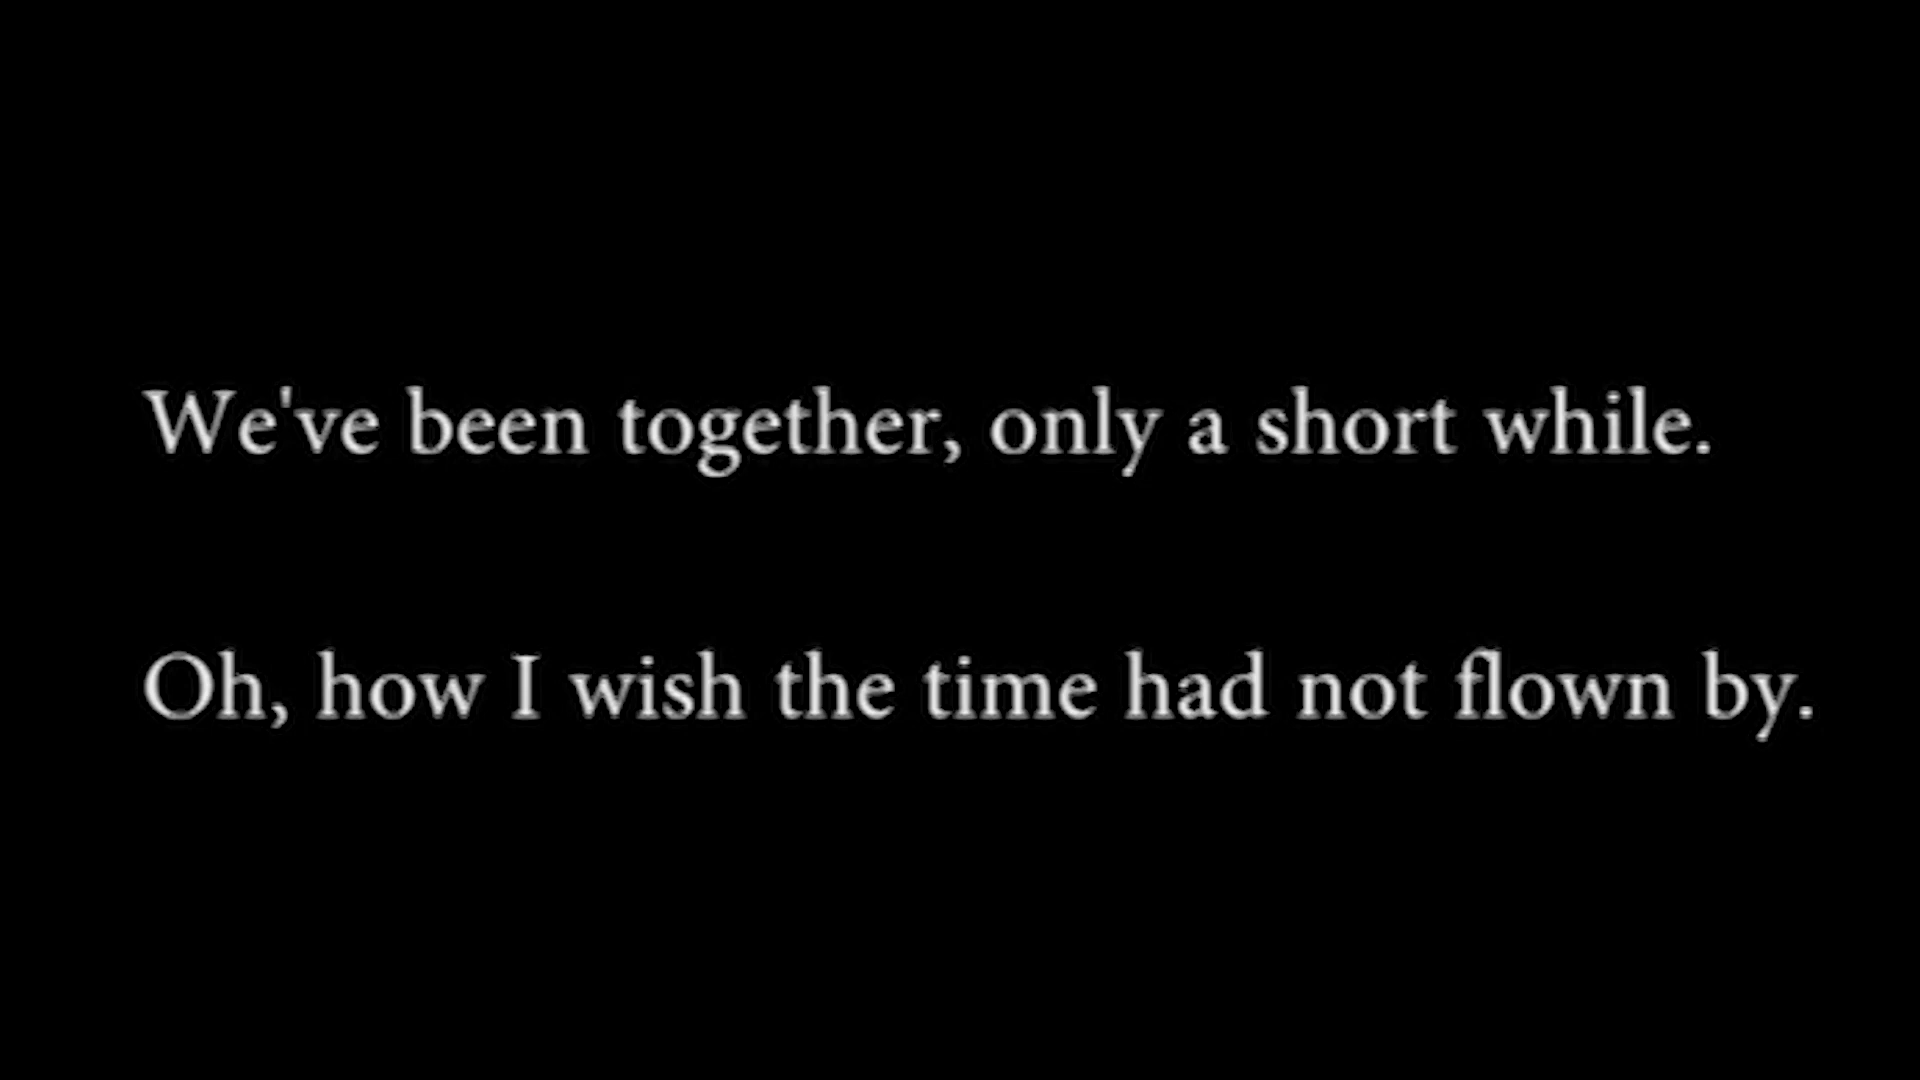 We've been together, only a short while.
Oh, how I wish the time had not flown by.